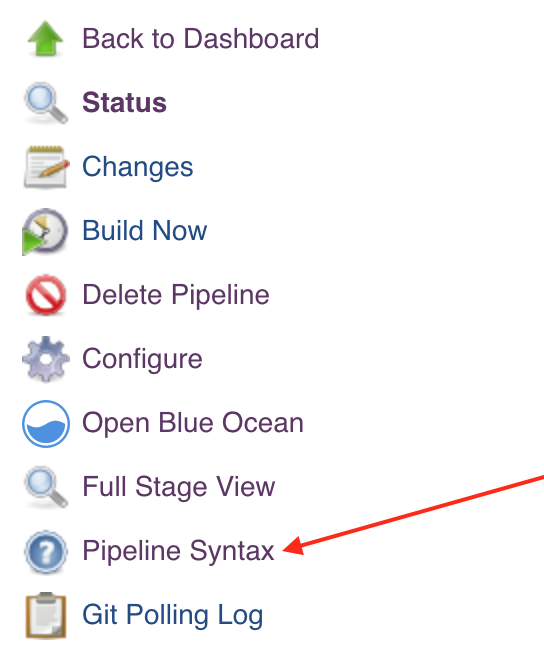 Back to Dashboard
Status
Changes
Build Now
Delete Pipeline
Configure
Open Blue Ocean
Full Stage View
Pipeline Syntax
Git Polling Log